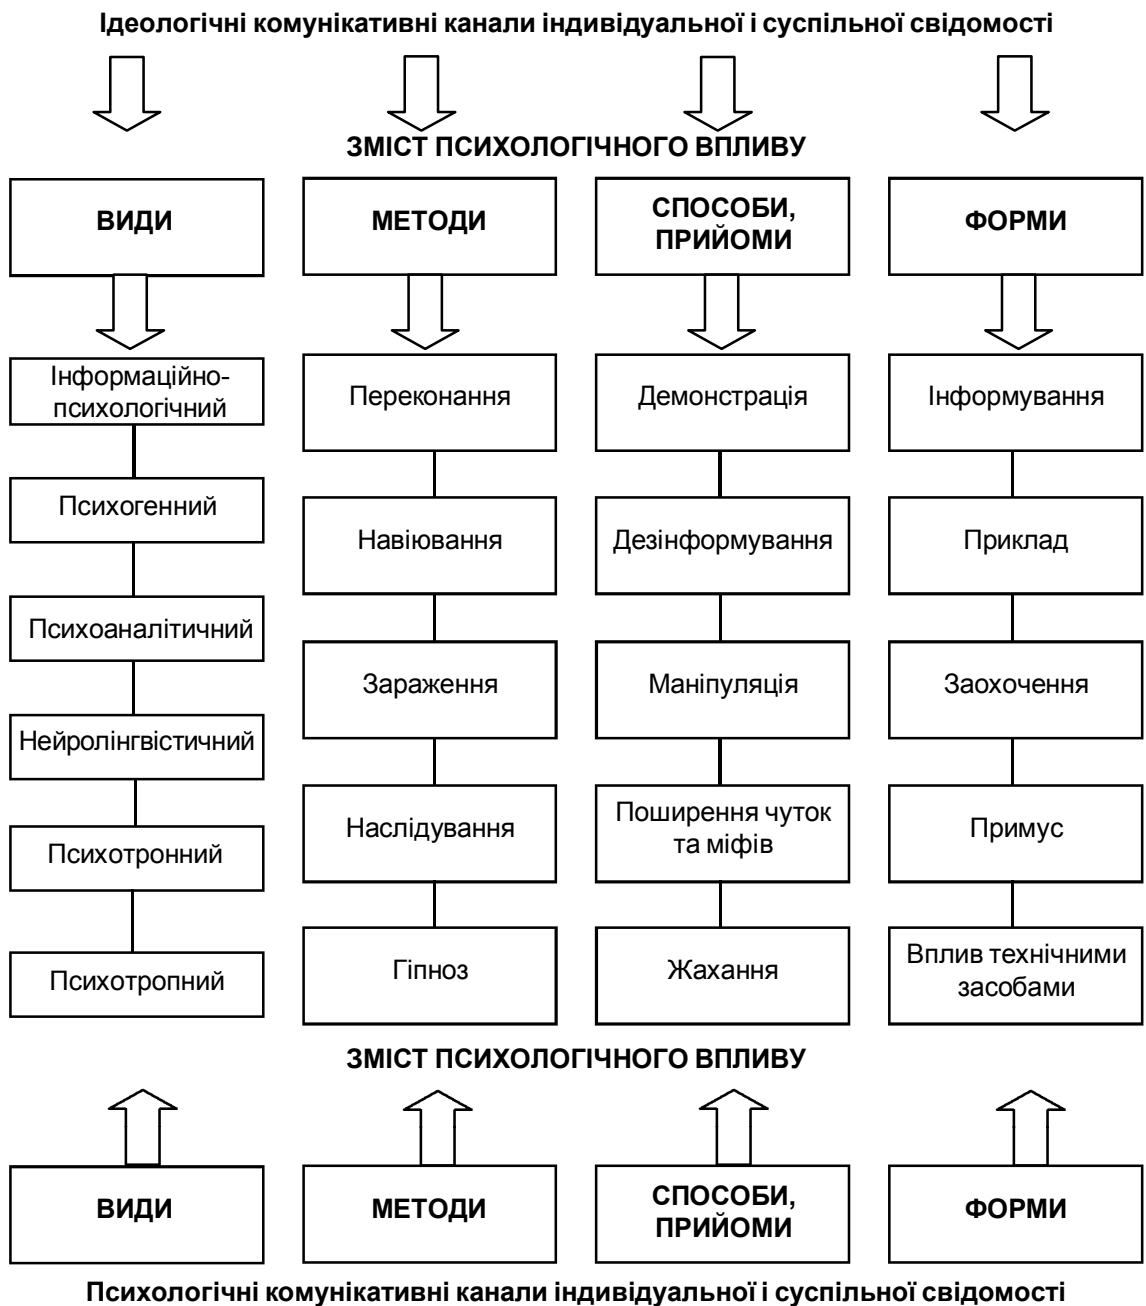 Ідеологічні комунікативні канали індивідуальної і суспільної свідомості
ЗМІСТ ПСИХОЛОГІЧНОГО ВПЛИВУ
ВИДИ
МЕТОДИ
СПОСОБИ,
ПРИЙОМИ
ФОРМИ
Інформаційно-
психологічний
Психогенний
Психоаналітичний
Нейролінгвістичний
Психотронний
Психотропний
Переконання
Навіювання
Зараження
Наслідування
Гіпноз
Демонстрація
Дезінформування
Маніпуляція
Поширення чуток
та міфів
Жахання
Інформування
Приклад
Заохочення
Примус
Вплив технічними
засобами
ЗМІСТ ПСИХОЛОГІЧНОГО ВПЛИВУ
ВИДИ
МЕТОДИ
СПОСОБИ,
ПРИЙОМИ
ФОРМИ
Психологічні комунікативні канали індивідуальної і суспільної свідомості